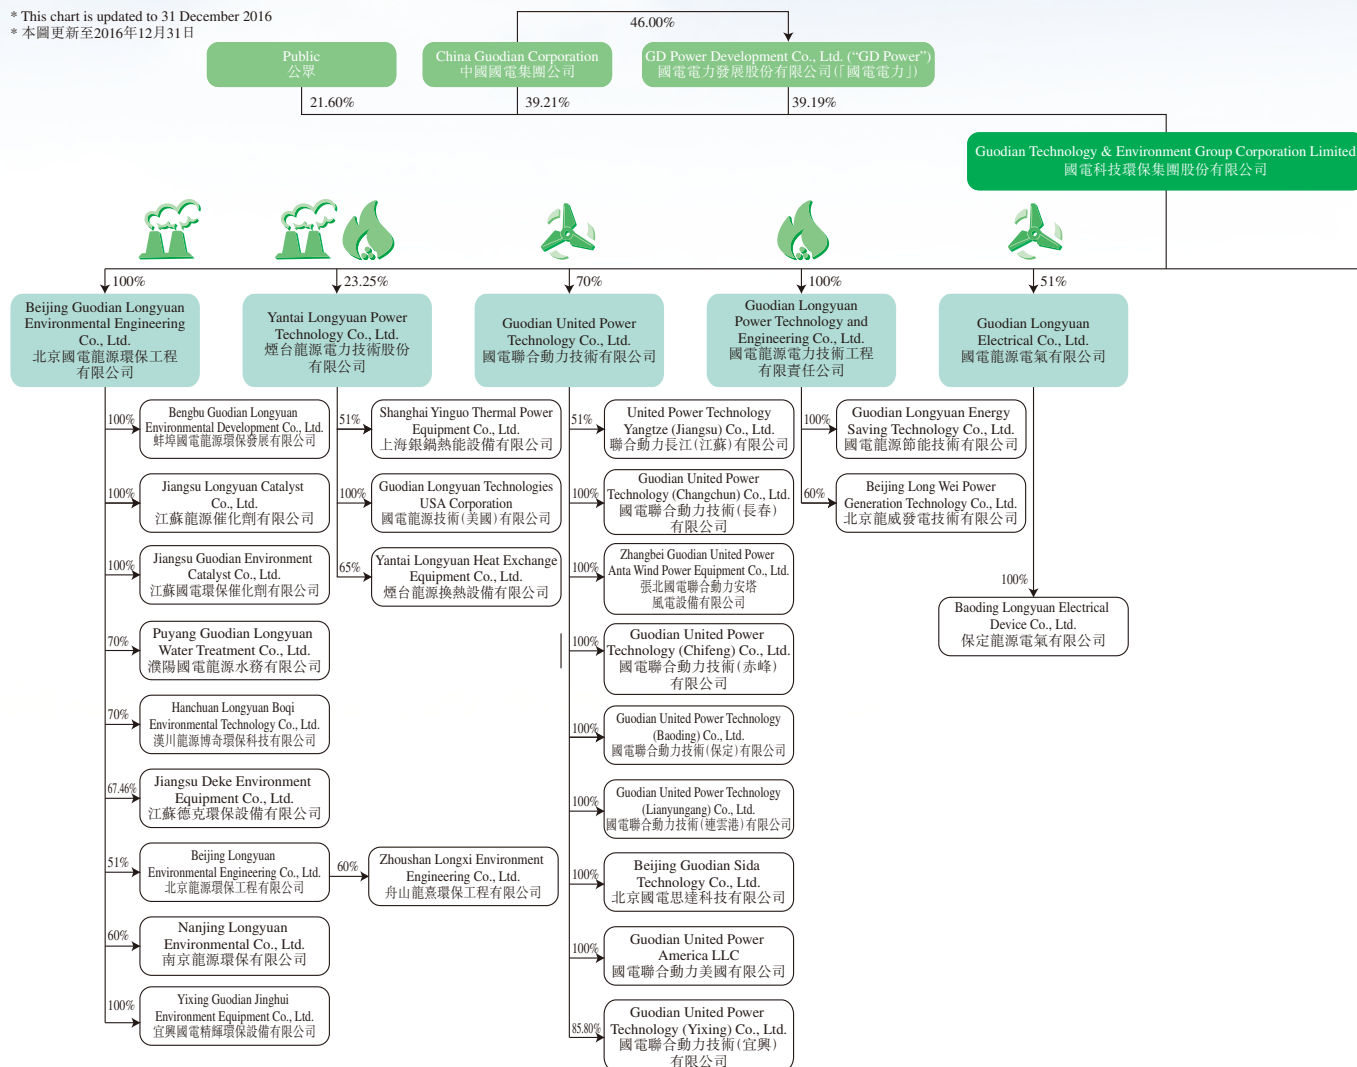 * This chart is updated to 31 December 2016
* 本圖更新至2016年12月31日
46.00%
Public
公眾
China Guodian Corporation
中國國電集團公司
GD Power Development Co., Ltd. (“GD Power”)
國電電力發展股份有限公司(「國電電力」)
21.60%
39.21%
39.19%
Guodian Technology & Environment Group Corporation Limited
國電科技環保集團股份有限公司
100%
23.25%
70%
100%
51%
Beijing Guodian Longyuan
Environmental Engineering
Co., Ltd.
北京國電龍源環保工程
有限公司
Yantai Longyuan Power
Technology Co., Ltd.
煙台龍源電力技術股份
有限公司
Guodian United Power
Technology Co., Ltd.
國電聯合動力技術有限公司
Guodian Longyuan
Power Technology and
Engineering Co., Ltd.
國電龍源電力技術工程
有限責任公司
Guodian Longyuan
Electrical Co., Ltd.
國電龍源電氣有限公司
100%
Bengbu Guodian Longyuan
Environmental Development Co., Ltd.
蚌埠國電龍源環保發展有限公司
100%
Jiangsu Longyuan Catalyst
Co., Ltd.
江蘇龍源催化劑有限公司
100%
Jiangsu Guodian Environment
Catalyst Co., Ltd.
江蘇國電環保催化劑有限公司
70%
Puyang Guodian Longyuan
Water Treatment Co., Ltd.
濮陽國電龍源水務有限公司
70%
Hanchuan Longyuan Boqi
Environmental Technology Co., Ltd.
漢川龍源博奇環保科技有限公司
67.46%
Jiangsu Deke Environment
Equipment Co., Ltd.
江蘇德克環保設備有限公司
51%
Beijing Longyuan
Environmental Engineering Co., Ltd.
北京龍源環保工程有限公司
60%
Zhoushan Longxi Environment
Engineering Co., Ltd.
舟山龍熹環保工程有限公司
60%
Nanjing Longyuan
Environmental Co., Ltd.
南京龍源環保有限公司
100%
Yixing Guodian Jinghui
Environment Equipment Co., Ltd.
宜興國電精輝環保設備有限公司
51%
Shanghai Yinguo Thermal Power
Equipment Co., Ltd.
上海銀鍋熱能設備有限公司
100%
Guodian Longyuan Technologies
USA Corporation
國電龍源技術(美國)有限公司
65%
Yantai Longyuan Heat Exchange
Equipment Co., Ltd.
煙台龍源換熱設備有限公司
51%
United Power Technology
Yangtze (Jiangsu) Co., Ltd.
聯合動力長江(江蘇)有限公司
100%
Guodian United Power
Technology (Changchun) Co., Ltd.
國電聯合動力技術(長春)
有限公司
100%
Zhangbei Guodian United Power
Anta Wind Power Equipment Co., Ltd.
張北國電聯合動力安塔
風電設備有限公司
100%
Guodian United Power
Technology (Chifeng) Co., Ltd.
國電聯合動力技術(赤峰)
有限公司
100%
Guodian United Power Technology
(Baoding) Co., Ltd.
國電聯合動力技術(保定)有限公司
100%
Guodian United Power Technology
(Lianyungang) Co., Ltd.
國電聯合動力技術(連雲港)有限公司
100%
Beijing Guodian Sida
Technology Co., Ltd.
北京國電思達科技有限公司
100%
Guodian United Power
America LLC
國電聯合動力美國有限公司
85.80%
Guodian United Power
Technology (Yixing) Co., Ltd.
國電聯合動力技術(宜興)
有限公司
100%
Guodian Longyuan Energy
Saving Technology Co., Ltd.
國電龍源節能技術有限公司
60%
Beijing Long Wei Power
Generation Technology Co., Ltd.
北京龍威發電技術有限公司
100%
Baoding Longyuan Electrical
Device Co., Ltd.
保定龍源電氣有限公司